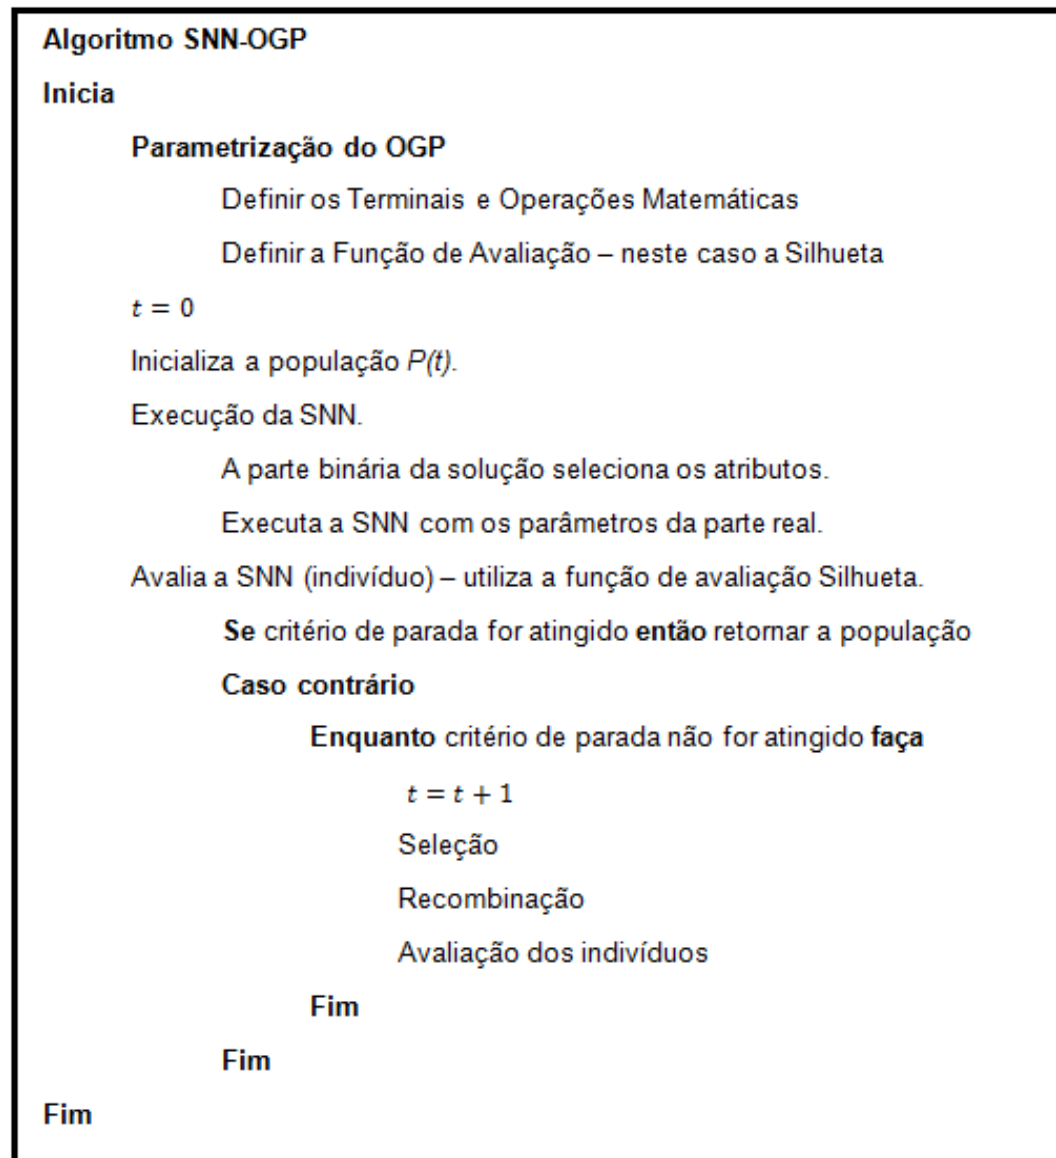 Algoritmo SNN-OGP
Inicia
Parametrização do OGP
Definir os Terminais e Operações Matemáticas
Definir a Função de Avaliação – neste caso a Silhueta
t = 0
Inicializa a população P(t).
Execução da SNN.
A parte binária da solução seleciona os atributos.
Executa a SNN com os parâmetros da parte real.
Avalia a SNN (indivíduo) – utiliza a função de avaliação Silhueta.
Se critério de parada for atingido então retornar a população
Caso contrário
Enquanto critério de parada não for atingido faça
t = t + 1
Seleção
Recombinação
Avaliação dos indivíduos
Fim
Fim
Fim